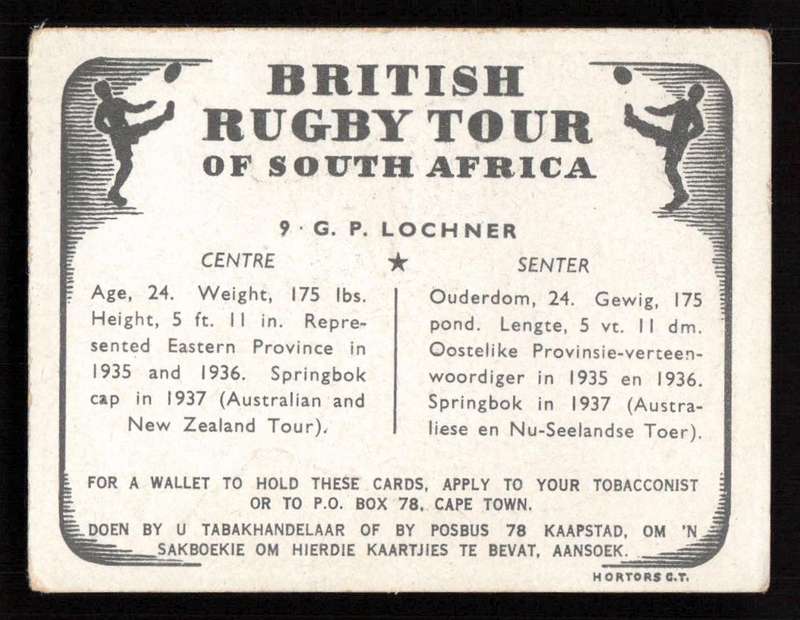 BRITISH
RUGBY TOUR
OF SOUTH AFRICA
9 · G. P. LOCHNER
CENTRE ★ SENTER
Age, 24. Weight, 175 lbs.
Height, 5 ft. 11 in. Repre-
sented Eastern Province in
1935 and 1936. Springbok
cap in 1937 (Australian and
New Zealand Tour).
Ouderdom, 24. Gewig, 175
pond. Lengte, 5 vt. 11 dm.
Oostelike Provinsie-verteen-
woordiger in 1935 en 1936.
Springbok in 1937 (Austra-
liese en Nu-Seelandse Toer).
FOR A WALLET TO HOLD THESE CARDS, APPLY TO YOUR TOBACCONIST
OR TO P.O. BOX 78, CAPE TOWN.
DOEN BY U TABAKHANDELAAR OF BY POSBUS 78 KAAPSTAD, OM 'N
SAKBOEKIE OM HIERDIE KAARTJIES TE BEVAT, AANSOEK.
HORTORS C.T.